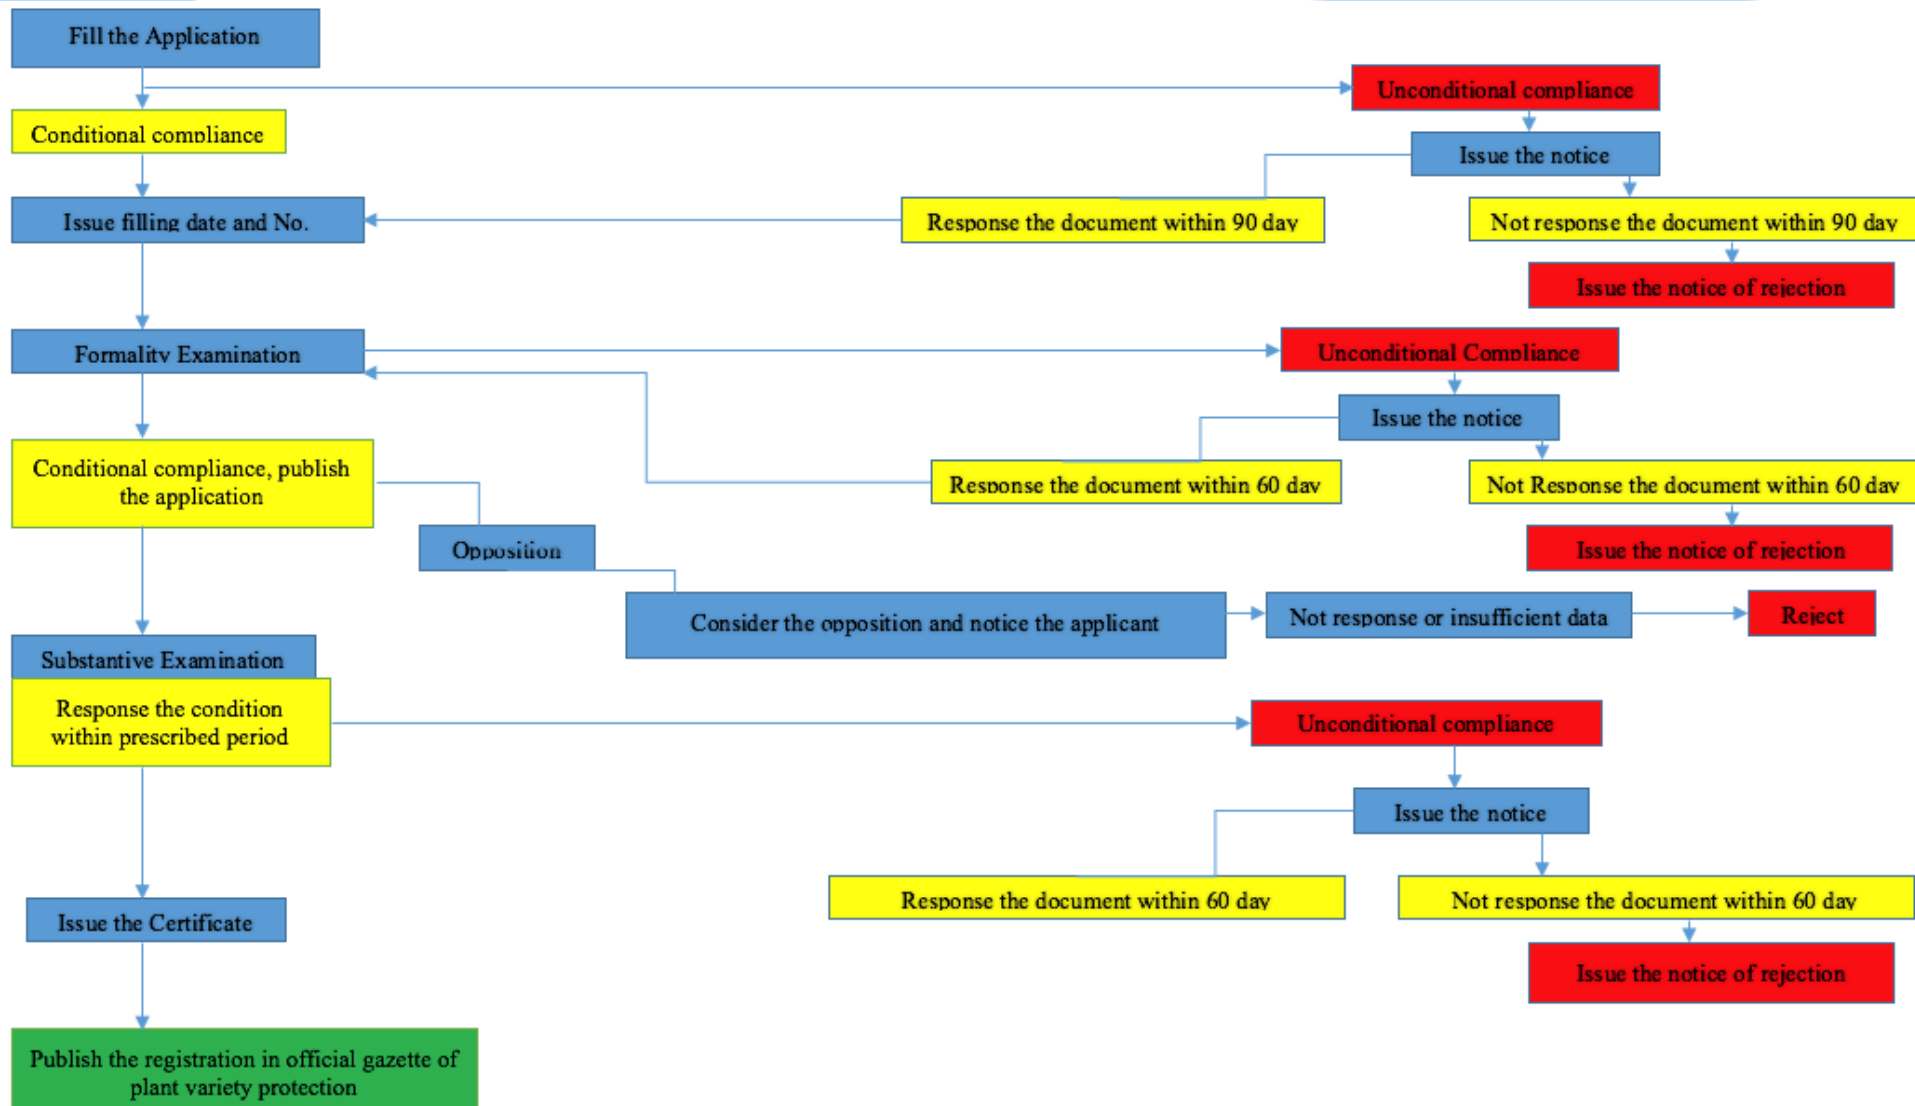 Fill the Application
Unconditional compliance
Conditional compliance
Issue the notice
Issue filling date and No.
Response the document within 90 day
Not response the document within 90 day
Issue the notice of rejection
Formality Examination
Unconditional Compliance
Issue the notice
Conditional compliance, publish
the application
Response the document within 60 day
Not Response the document within 60 day
Opposition
Issue the notice of rejection
Consider the opposition and notice the applicant
Not response or insufficient data
Reject
Substantive Examination
Response the condition
within prescribed period
Unconditional compliance
Issue the notice
Response the document within 60 day
Not response the document within 60 day
Issue the Certificate
Issue the notice of rejection
Publish the registration in official gazette of
plant variety protection